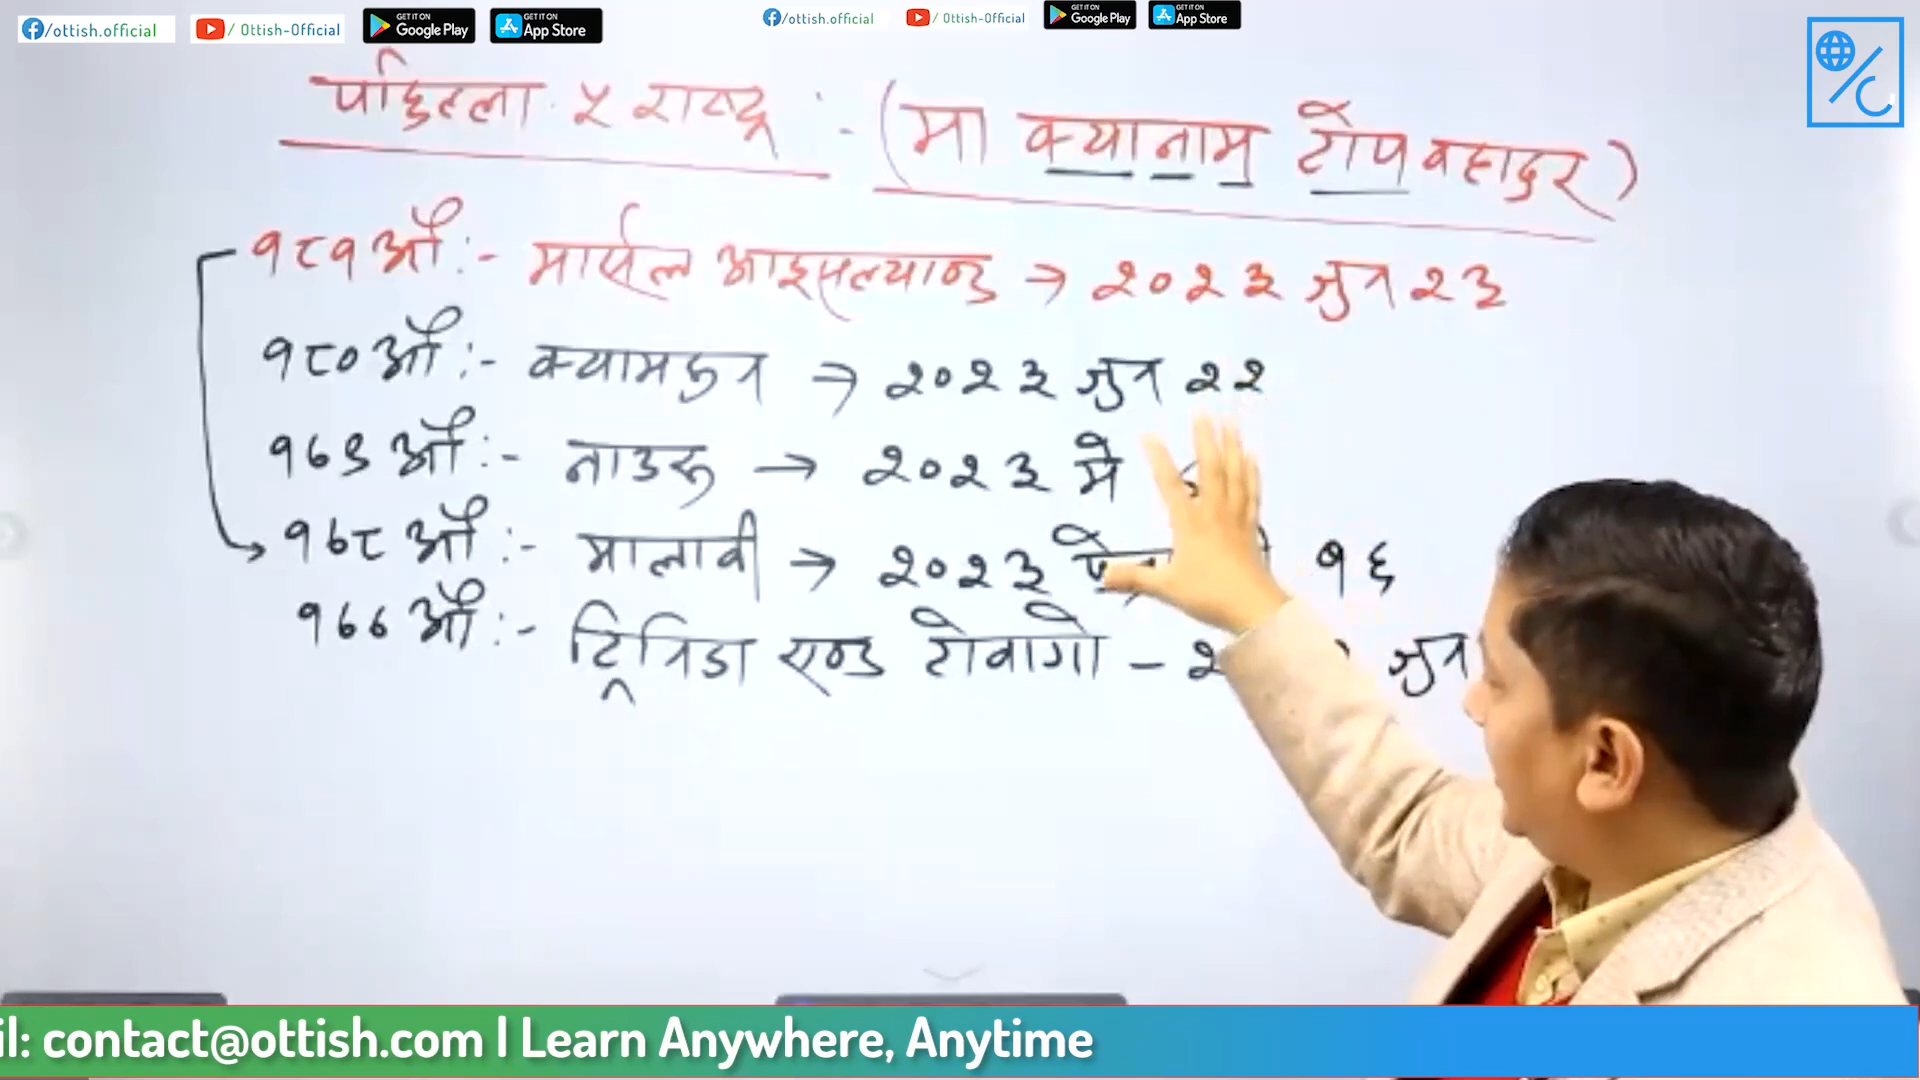 /ottish.official / Ottish-Official GET IT ON Google Play GET IT ON App Store /ottish.official / Ottish-Official GET IT ON Google Play GET IT ON App Store
पहिल्ला ५ राष्ट्र :- (मा क्यानाम टोपबहादुर)
१८१औं :- मार्सल आइसल्याण्ड → २०२३ जुन २३
१८०औं :- क्यामरुन → २०२३ जुन २२
१७९औं :- नाउरु → २०२३ मे
१७८औं :- मालावी → २०२३ १६
१७७औं :- ट्रिनिडा एण्ड टोबागो - जुन
il: contact@ottish.com | Learn Anywhere, Anytime